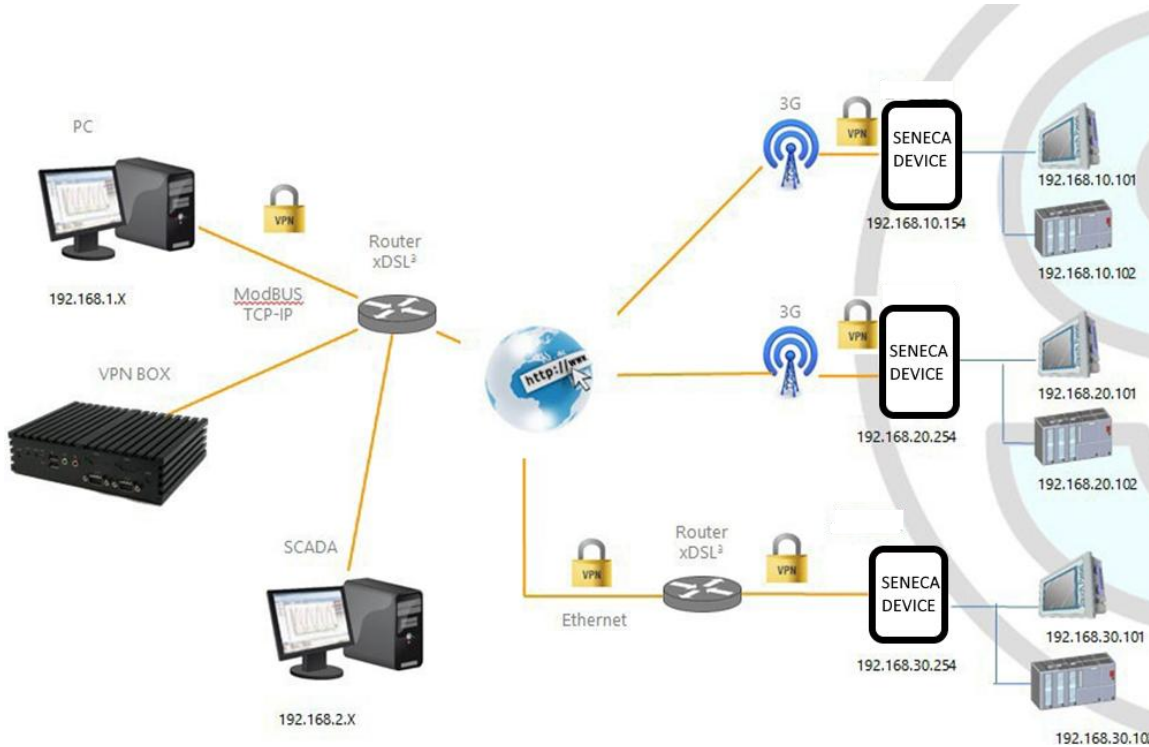 PC
VPN
192.168.1.X
ModBUS
TCP-IP
Router
xDSL³
VPN BOX
SCADA
192.168.2.X
http://www
3G
VPN
SENECA
DEVICE
192.168.10.154
192.168.10.101
192.168.10.102
3G
VPN
SENECA
DEVICE
192.168.20.254
192.168.20.101
192.168.20.102
VPN
Ethernet
Router
xDSL³
VPN
SENECA
DEVICE
192.168.30.254
192.168.30.101